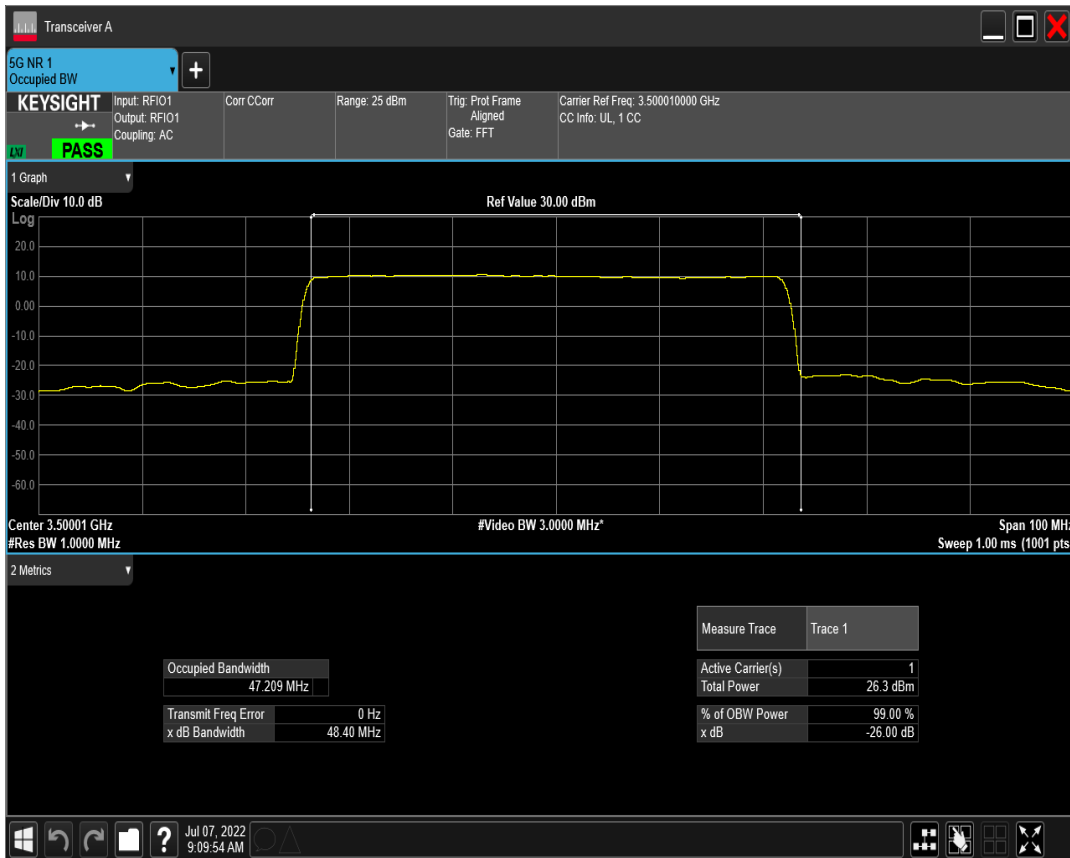 Transceiver A
5G NR 1
Occupied BW
KEYSIGHT
LXI
PASS
Input: RFIO1
Output: RFIO1
Coupling: AC
Corr CCorr
Range: 25 dBm
Trig: Prot Frame
Aligned
Gate: FFT
Carrier Ref Freq: 3.500010000 GHz
CC Info: UL, 1 CC
1 Graph
Scale/Div 10.0 dB
Ref Value 30.00 dBm
Log
20.0
10.0
0.00
-10.0
-20.0
-30.0
-40.0
-50.0
-60.0
Center 3.50001 GHz
#Video BW 3.0000 MHz*
Span 100 MHz
#Res BW 1.0000 MHz
Sweep 1.00 ms (1001 pts
2 Metrics
Measure Trace Trace 1
Occupied Bandwidth
47.209 MHz
Active Carrier(s) 1
Total Power 26.3 dBm
Transmit Freq Error 0 Hz
x dB Bandwidth 48.40 MHz
% of OBW Power 99.00 %
x dB -26.00 dB
?
Jul 07, 2022
9:09:54 AM